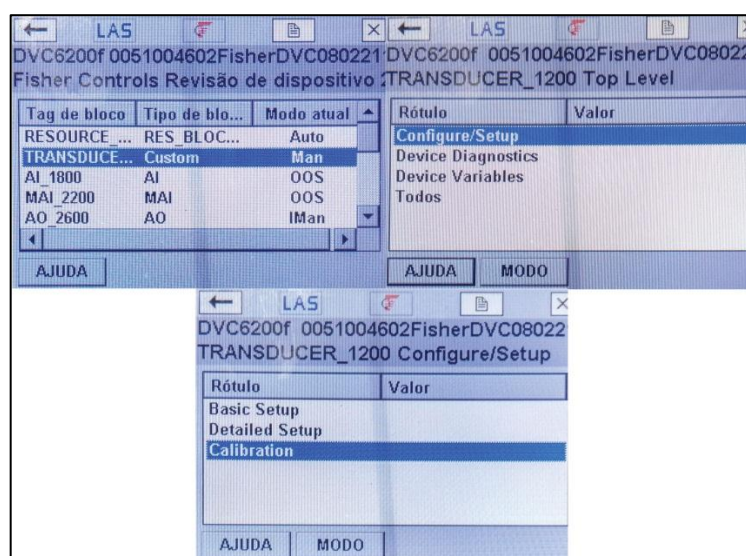 LAS
DVC6200f 0051004602FisherDVC080221
Fisher Controls Revisão de dispositivo
Tag de bloco Tipo de blo... Modo atual
RESOURCE_... RES_BLOC... Auto
TRANSDUCE... Custom Man
AI_1800 AI OOS
MAI_2200 MAI OOS
AO_2600 AO IMan
AJUDA
LAS
DVC6200f 0051004602FisherDVC08022
TRANSDUCER_1200 Top Level
Rótulo Valor
Configure/Setup
Device Diagnostics
Device Variables
Todos
AJUDA MODO
LAS
DVC6200f 0051004602FisherDVC08022
TRANSDUCER_1200 Configure/Setup
Rótulo Valor
Basic Setup
Detailed Setup
Calibration
AJUDA MODO